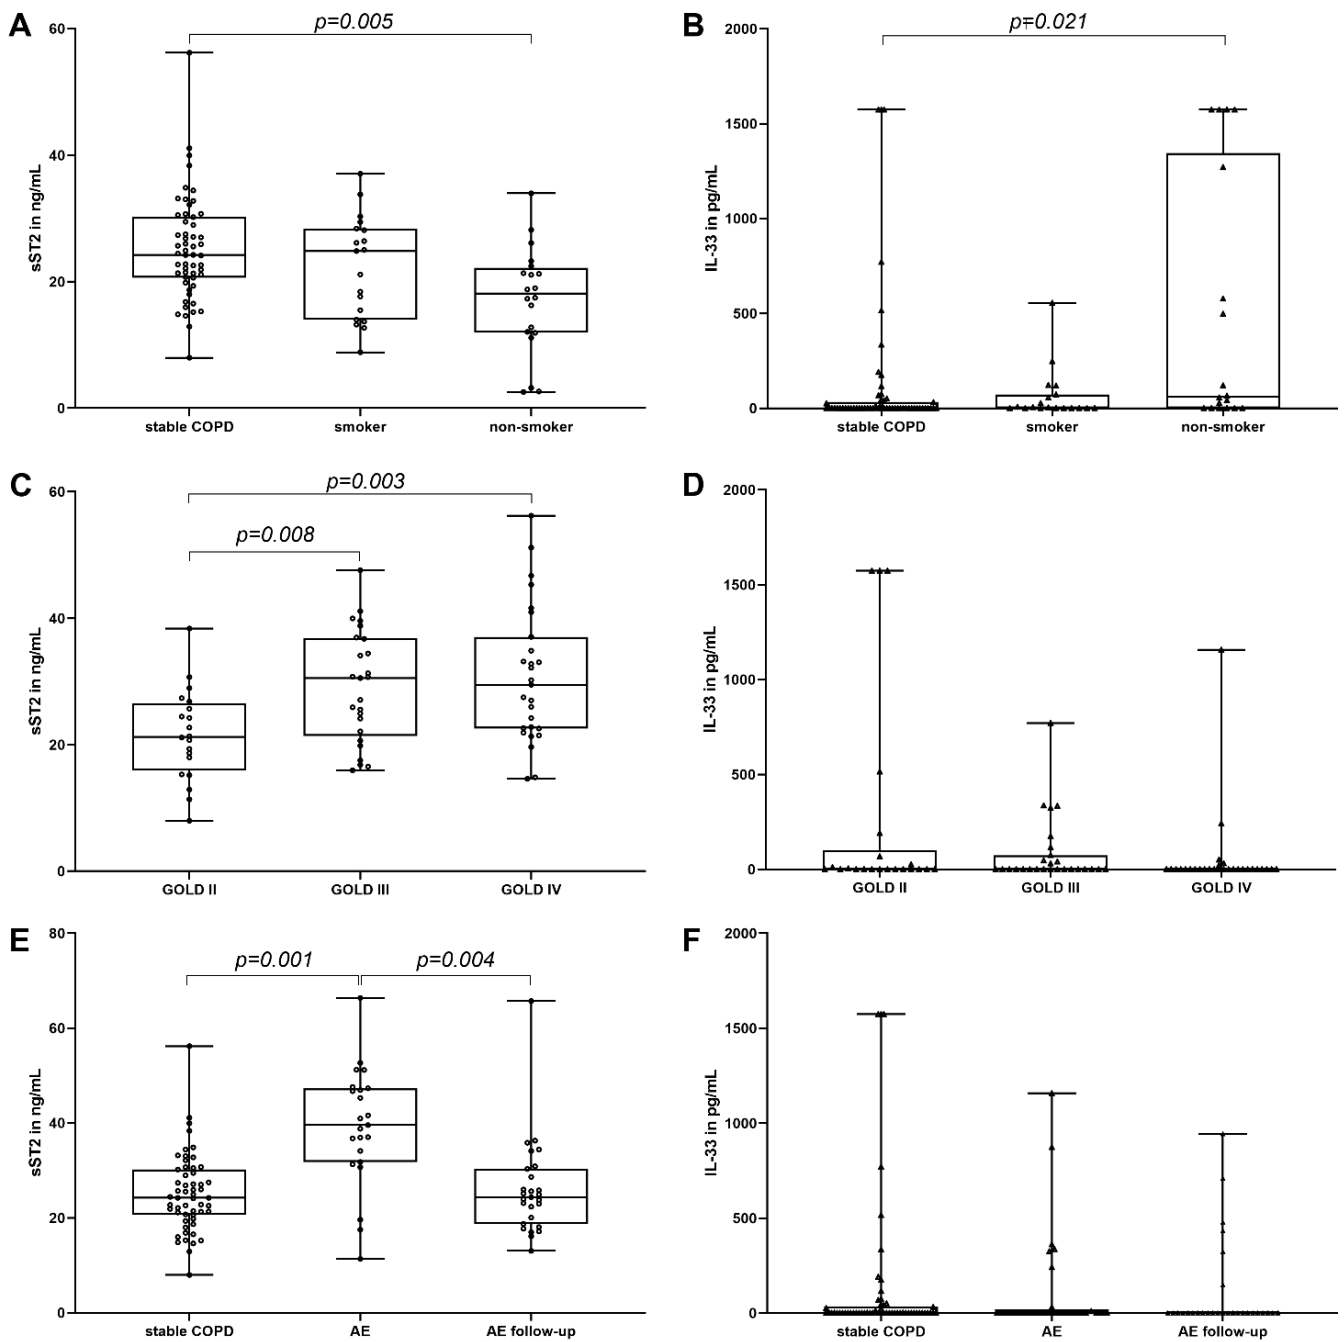 A
p=0.005
60
40
20
0
sST2 in ng/mL
stable COPD
smoker
non-smoker
B
p=0.021
2000
1500
1000
500
0
IL-33 in pg/mL
stable COPD
smoker
non-smoker
C
p=0.003
p=0.008
60
40
20
0
sST2 in ng/mL
GOLD II
GOLD III
GOLD IV
D
2000
1500
1000
500
0
IL-33 in pg/mL
GOLD II
GOLD III
GOLD IV
E
p=0.001
p=0.004
80
60
40
20
0
sST2 in ng/mL
stable COPD
AE
AE follow-up
F
2000
1500
1000
500
0
IL-33 in pg/mL
stable COPD
AE
AE follow-up